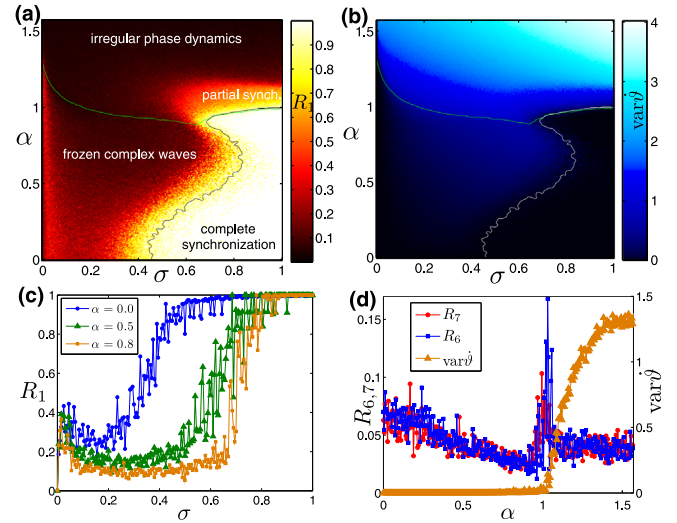 (a)
irregular phase dynamics
partial synch.
frozen complex waves
complete
synchronization
α
1.5
1
0.5
0
0
0.2
0.4
0.6
0.8
1
σ
R₁
0.9
0.8
0.7
0.6
0.5
0.4
0.3
0.2
0.1
(b)
α
1.5
1
0.5
0
0
0.2
0.4
0.6
0.8
1
σ
varϑ̇
4
3
2
1
0
(c)
α = 0.0
α = 0.5
α = 0.8
R₁
1.0
0.8
0.6
0.4
0.2
0.0
0.0
0.2
0.4
0.6
0.8
1.0
σ
(d)
R₇
R₆
varϑ̇
R₆,₇
0.15
0.1
0.05
0
0.5
1
1.5
α
1.5
1
0.5
0
varϑ̇